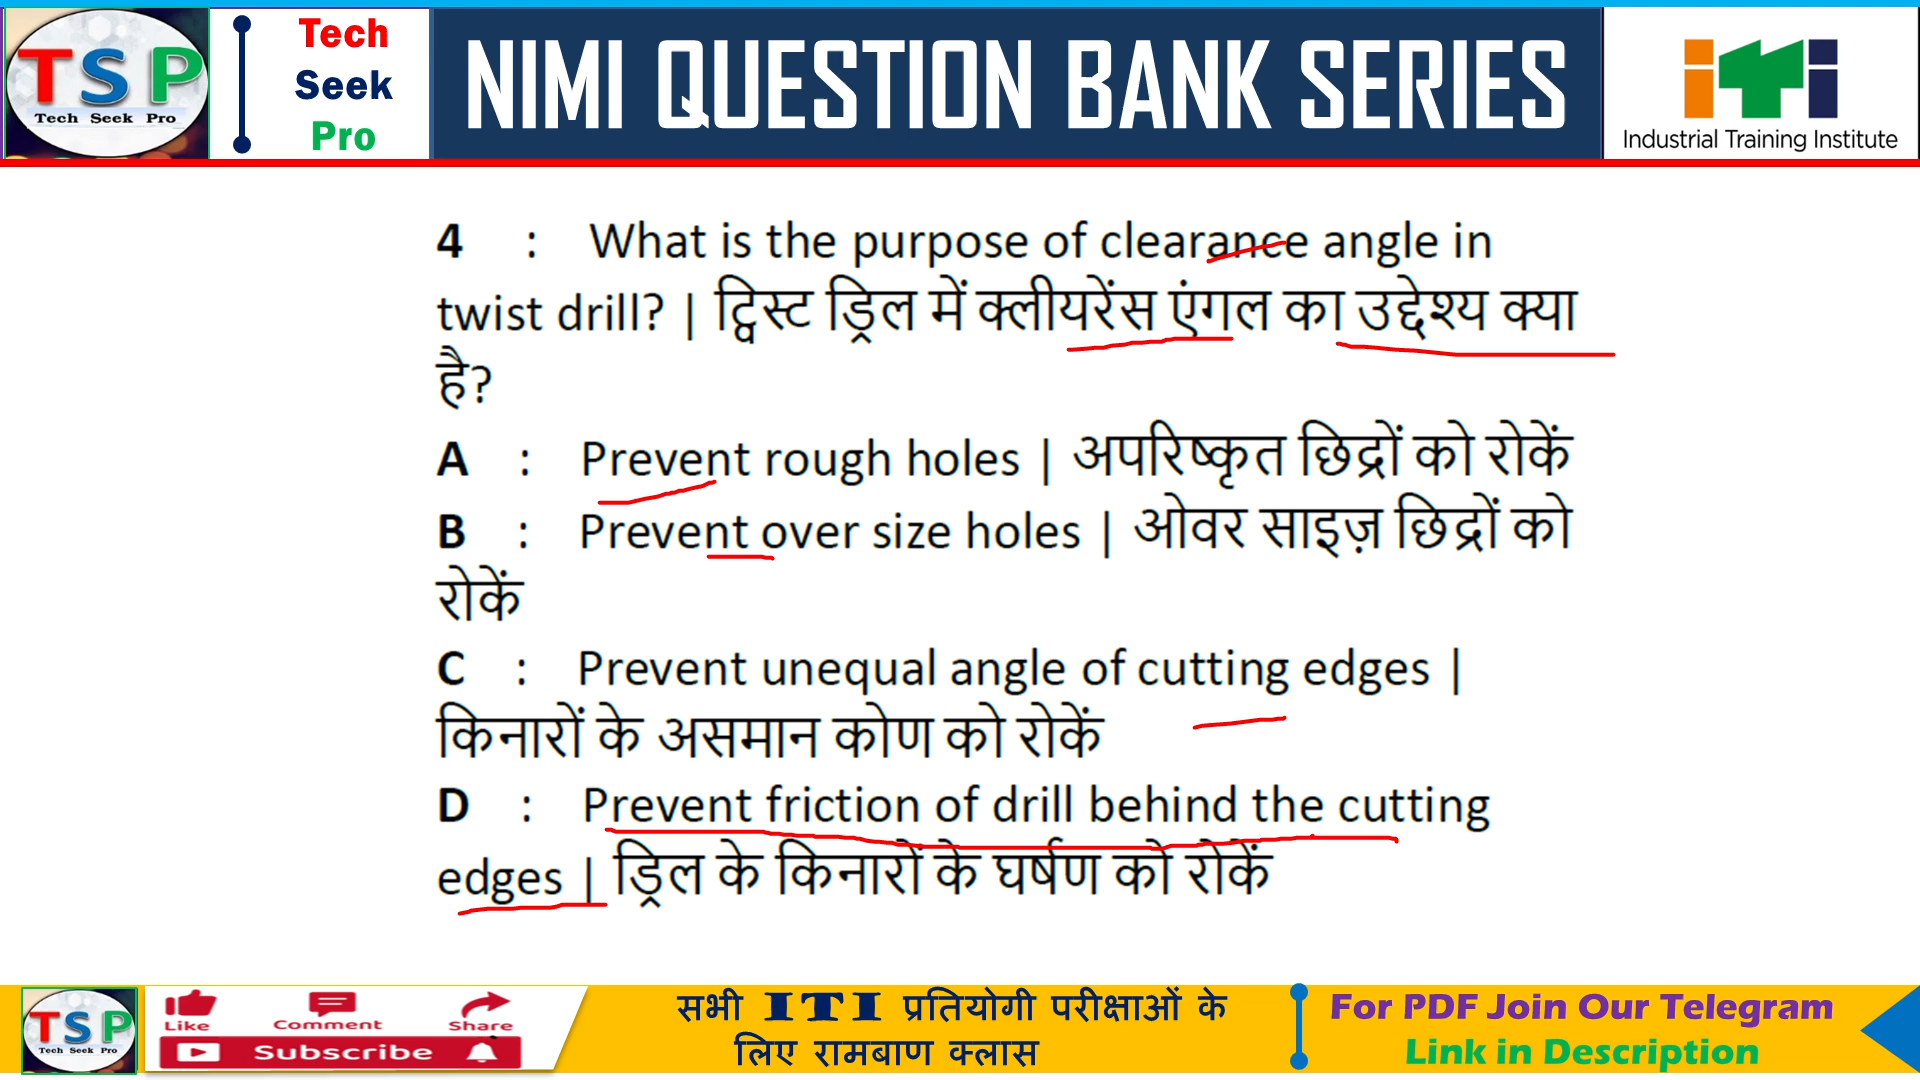 TSP
Tech Seek Pro
Tech
Seek
Pro
NIMI QUESTION BANK SERIES
iTi
Industrial Training Institute
4 : What is the purpose of clearance angle in
twist drill? | ट्विस्ट ड्रिल में क्लीयरेंस एंगल का उद्देश्य क्या
है?
A : Prevent rough holes | अपरिष्कृत छिद्रों को रोकें
B : Prevent over size holes | ओवर साइज़ छिद्रों को
रोकें
C : Prevent unequal angle of cutting edges |
किनारों के असमान कोण को रोकें
D : Prevent friction of drill behind the cutting
edges | ड्रिल के किनारों के घर्षण को रोकें
TSP
Tech Seek Pro
Like Comment Share
Subscribe
सभी ITI प्रतियोगी परीक्षाओं के
लिए रामबाण क्लास
For PDF Join Our Telegram
Link in Description